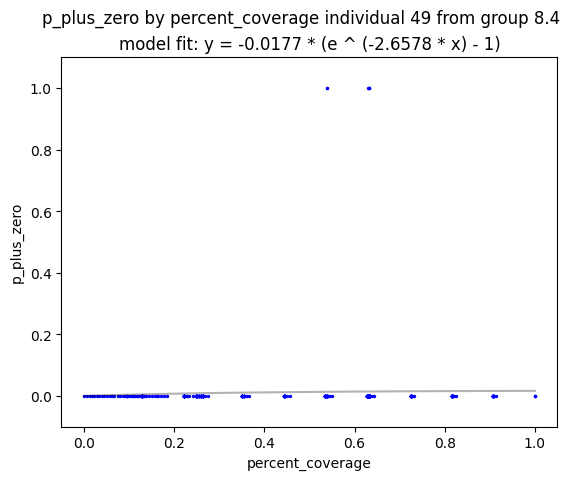 p_plus_zero by percent_coverage individual 49 from group 8.4
model fit: y = -0.0177 * (e ^ (-2.6578 * x) - 1)
1.0
0.8
0.6
0.4
0.2
0.0
p_plus_zero
0.0 0.2 0.4 0.6 0.8 1.0
percent_coverage